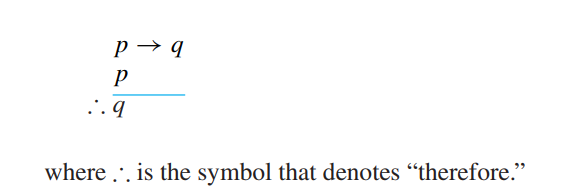 p → q
p
∴ q
where ∴ is the symbol that denotes “therefore.”